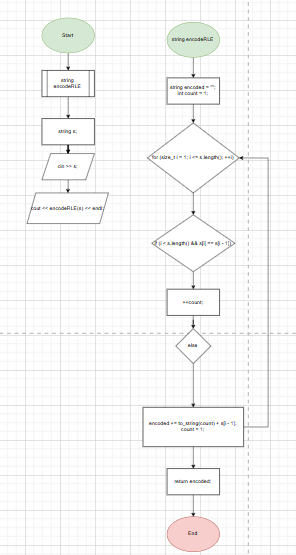 Start
string
encodeRLE
string s;
cin >> s;
cout << encodeRLE(s) << endl;
string encodeRLE
string encoded = "";
int count = 1;
for (size_t i = 1; i <= s.length(); ++i)
if (i < s.length() && s[i] == s[i - 1])
++count;
else
encoded += to_string(count) + s[i - 1];
count = 1;
return encoded;
End